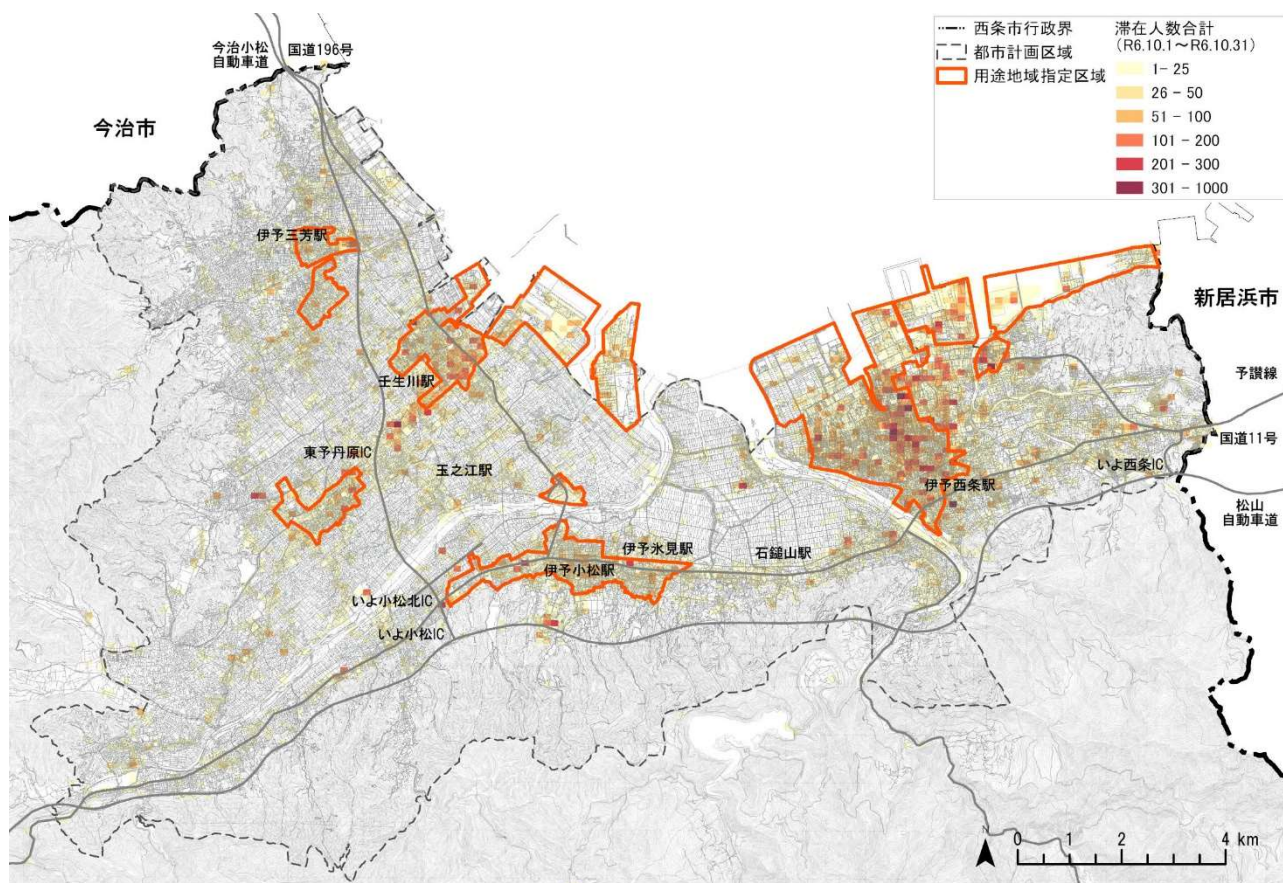 西条市行政界
都市計画区域
用途地域指定区域
滞在人数合計
(R6.10.1～R6.10.31)
1- 25
26 - 50
51 - 100
101 - 200
201 - 300
301 - 1000
今治小松
自動車道
国道196号
今治市
伊予三芳駅
壬生川駅
東予丹原IC
玉之江駅
伊予氷見駅
石鎚山駅
伊予小松駅
いよ小松北IC
いよ小松IC
伊予西条駅
新居浜市
予讃線
国道11号
いよ西条IC
松山
自動車道
N
0 1 2 4 km